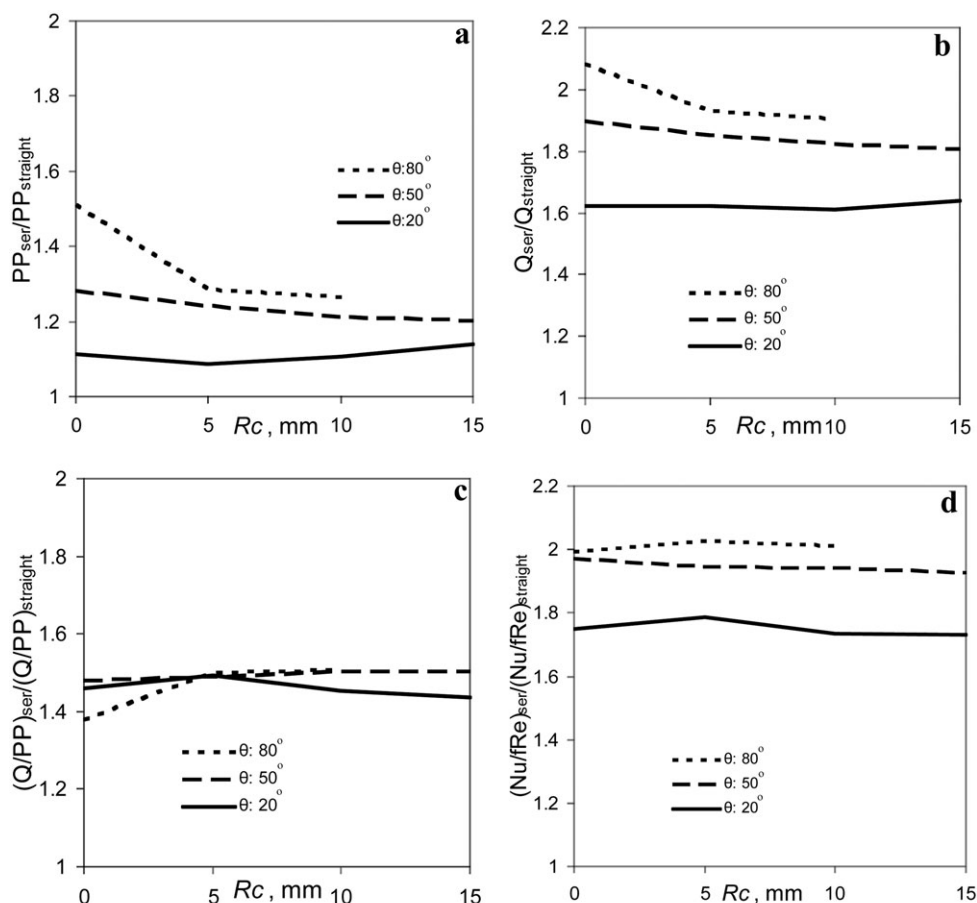 a
2
1.8
1.6
1.4
1.2
1
PPser/PPstraight
θ:80°
θ:50°
θ:20°
0 5 10 15
Rc , mm
b
2.2
2
1.8
1.6
1.4
1.2
1
Qser/Qstraight
θ: 80°
θ: 50°
θ: 20°
0 5 10 15
Rc , mm
c
2
1.8
1.6
1.4
1.2
1
(Q/PP)ser/(Q/PP)straight
θ: 80°
θ: 50°
θ: 20°
0 5 10 15
Rc , mm
d
2.2
2
1.8
1.6
1.4
1.2
1
(Nu/fRe)ser/(Nu/fRe)straight
θ: 80°
θ: 50°
θ: 20°
0 5 10 15
Rc , mm